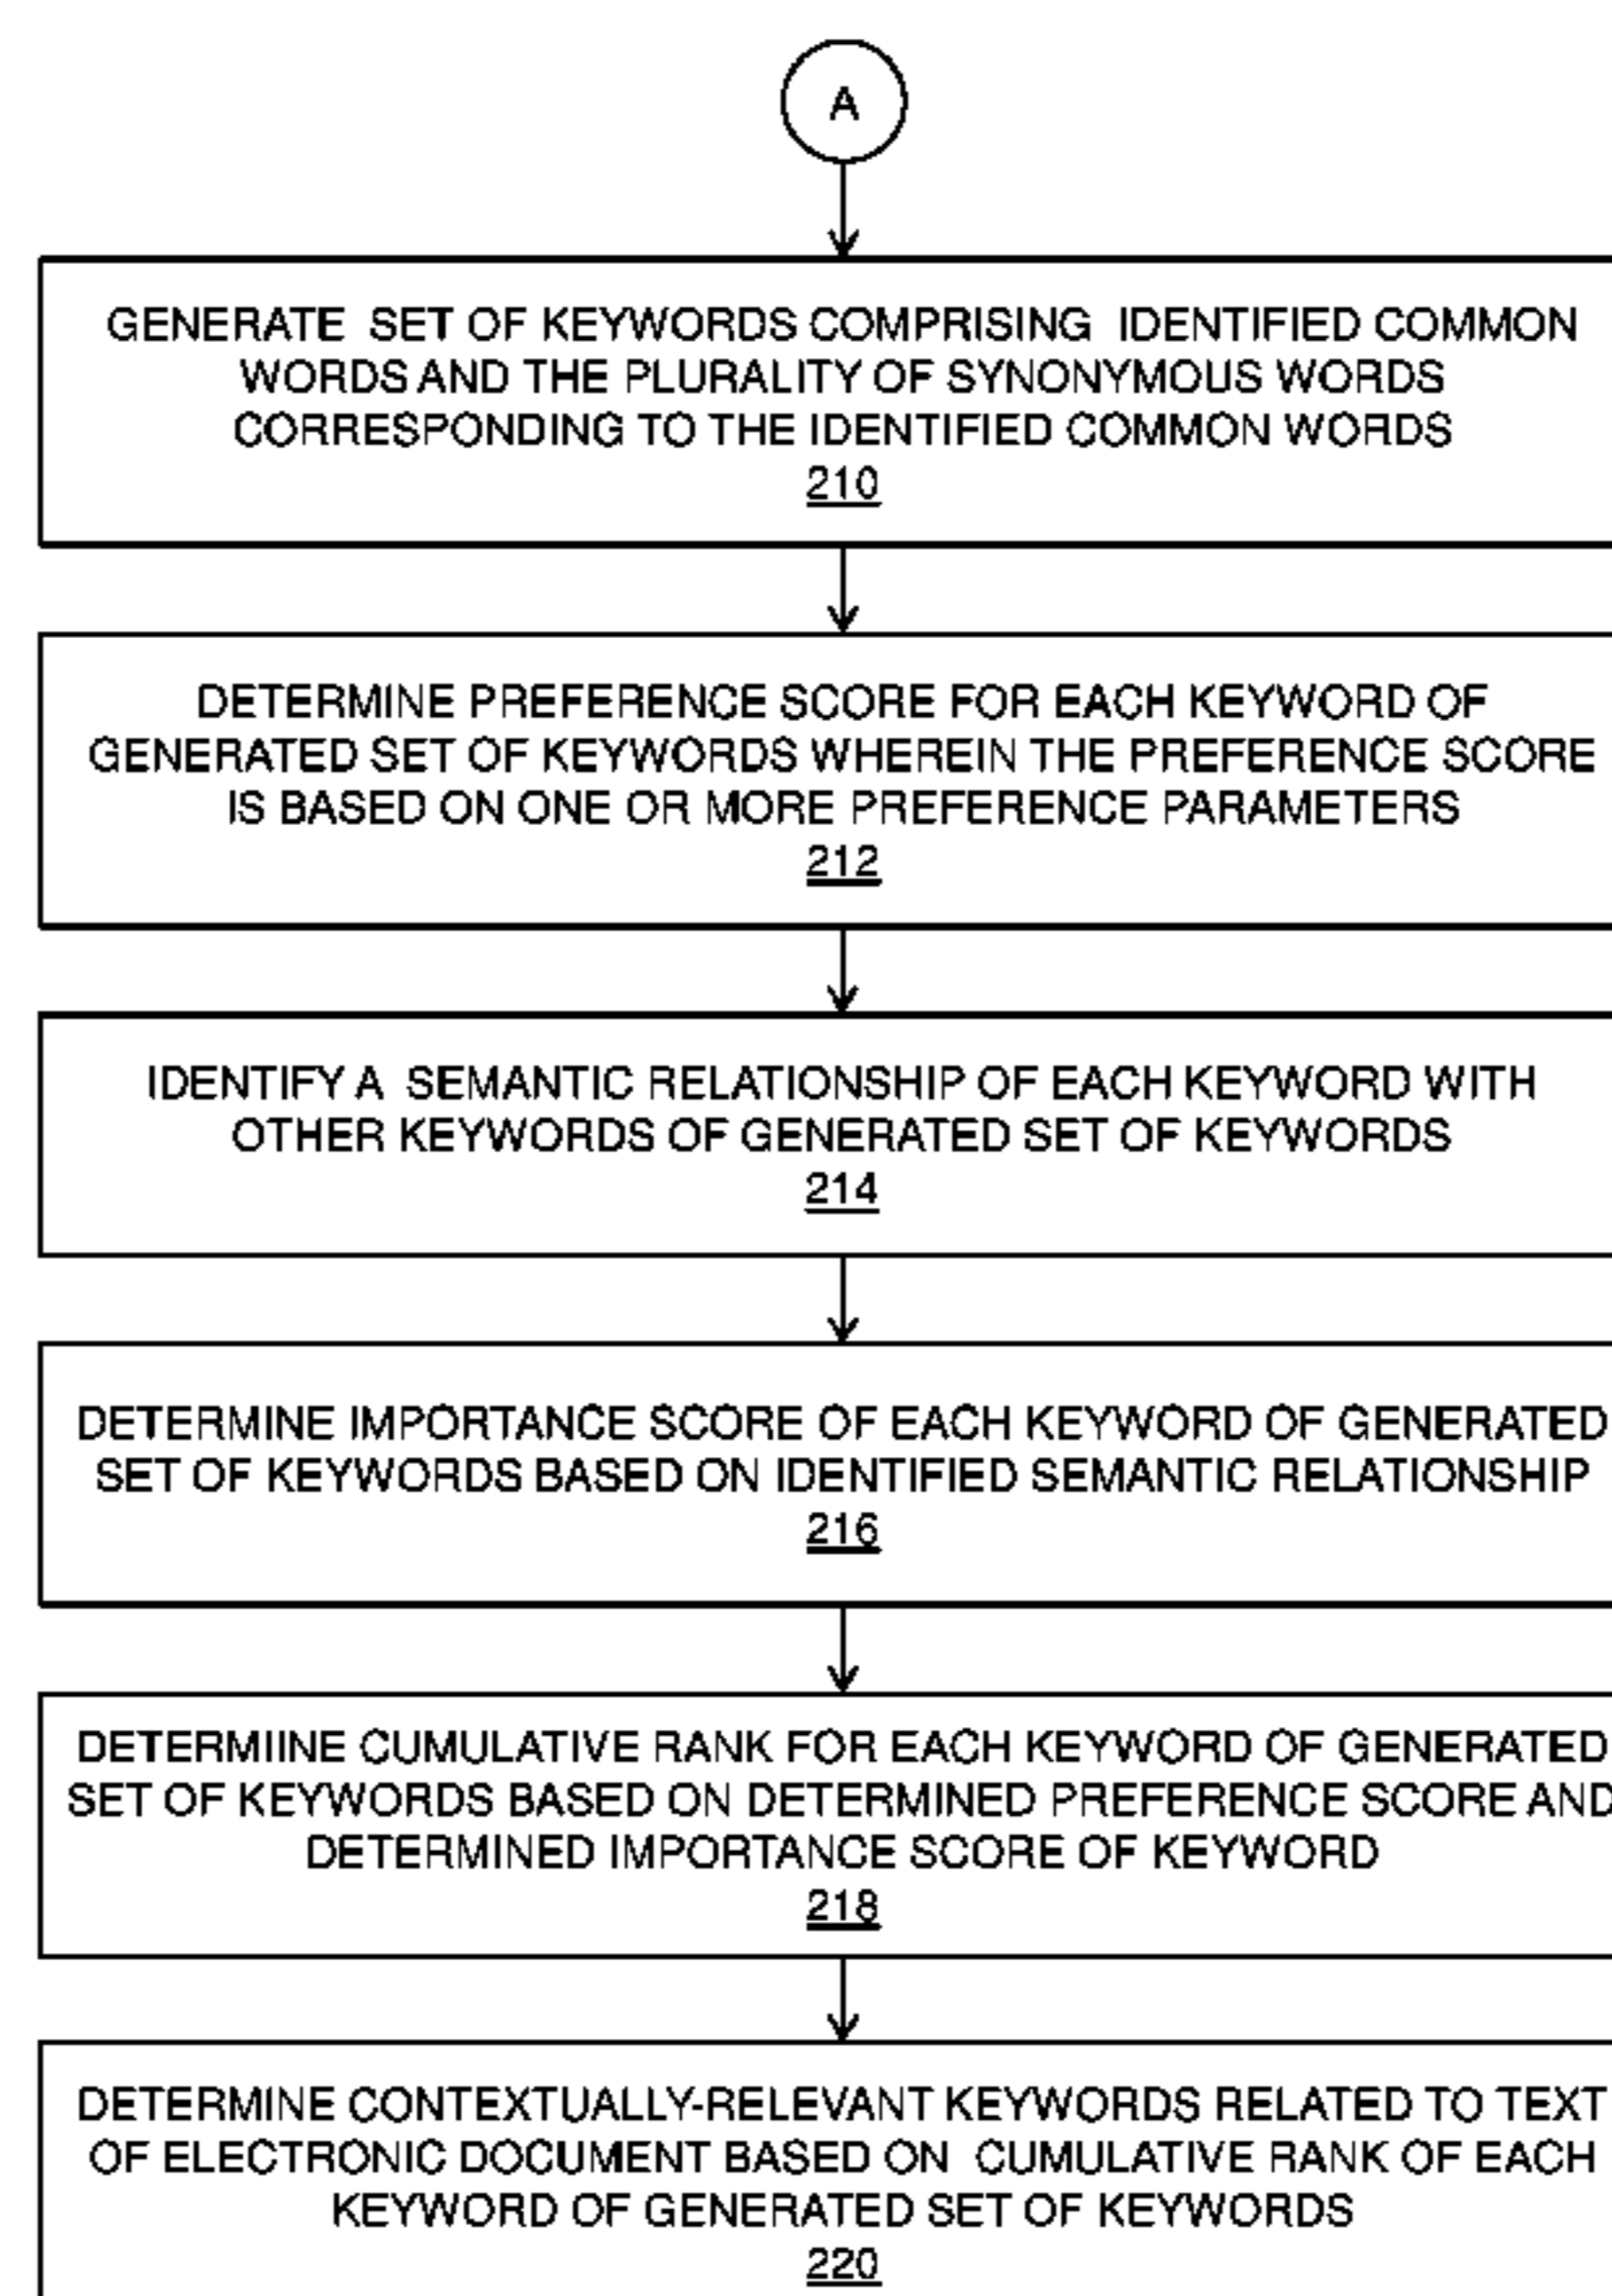 A
GENERATE SET OF KEYWORDS COMPRISING IDENTIFIED COMMON
WORDS AND THE PLURALITY OF SYNONYMOUS WORDS
CORRESPONDING TO THE IDENTIFIED COMMON WORDS
210
DETERMINE PREFERENCE SCORE FOR EACH KEYWORD OF
GENERATED SET OF KEYWORDS WHEREIN THE PREFERENCE SCORE
IS BASED ON ONE OR MORE PREFERENCE PARAMETERS
212
IDENTIFY A SEMANTIC RELATIONSHIP OF EACH KEYWORD WITH
OTHER KEYWORDS OF GENERATED SET OF KEYWORDS
214
DETERMINE IMPORTANCE SCORE OF EACH KEYWORD OF GENERATED
SET OF KEYWORDS BASED ON IDENTIFIED SEMANTIC RELATIONSHIP
216
DETERMIINE CUMULATIVE RANK FOR EACH KEYWORD OF GENERATED
SET OF KEYWORDS BASED ON DETERMINED PREFERENCE SCORE AND
DETERMINED IMPORTANCE SCORE OF KEYWORD
218
DETERMINE CONTEXTUALLY-RELEVANT KEYWORDS RELATED TO TEXT
OF ELECTRONIC DOCUMENT BASED ON CUMULATIVE RANK OF EACH
KEYWORD OF GENERATED SET OF KEYWORDS
220